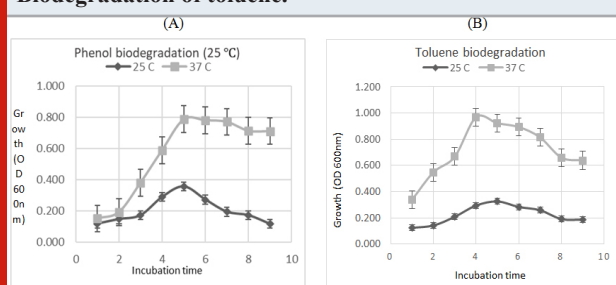 Biodegradation of toluene.
(A)
Phenol biodegradation (25 °C)
25 C 37 C
1.000
0.800
0.600
0.400
0.200
0.000
Gr
ow
th
(O
D
60
0n
m)
0 2 4 6 8 10
Incubation time
(B)
Toluene biodegradation
25 C 37 C
1.200
1.000
0.800
0.600
0.400
0.200
0.000
Growth (OD 600nm)
0 2 4 6 8 10
Incubation time